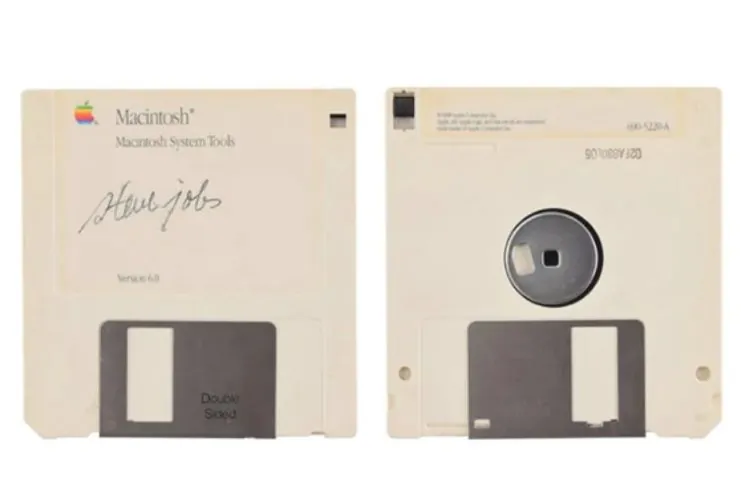 Macintosh®
Macintosh System Tools
steve jobs
Version 6.0
Double
Sided
690-5220-A